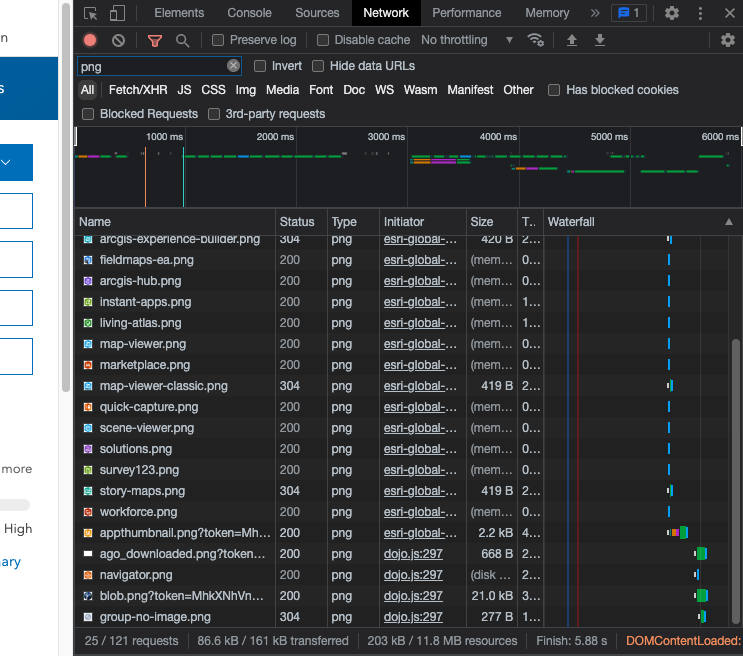 Elements Console Sources Network Performance Memory » 1
n
Preserve log Disable cache No throttling
png Invert Hide data URLs
All Fetch/XHR JS CSS Img Media Font Doc WS Wasm Manifest Other Has blocked cookies
s
Blocked Requests 3rd-party requests
1000 ms 2000 ms 3000 ms 4000 ms 5000 ms 6000 ms
Name Status Type Initiator Size T.. Waterfall
arcgis-experience-builder.png 304 png esri-global-... 420 B 2...
fieldmaps-ea.png 200 png esri-global-... (mem... 0...
arcgis-hub.png 200 png esri-global-... (mem... 0...
instant-apps.png 200 png esri-global-... (mem... 1...
living-atlas.png 200 png esri-global-... (mem... 1...
map-viewer.png 200 png esri-global-... (mem... 0...
marketplace.png 200 png esri-global-... (mem... 0...
map-viewer-classic.png 304 png esri-global-... 419 B 2...
quick-capture.png 200 png esri-global-... (mem... 0...
scene-viewer.png 200 png esri-global-... (mem... 0...
solutions.png 200 png esri-global-... (mem... 0...
more
survey123.png 200 png esri-global-... (mem... 0...
story-maps.png 304 png esri-global-... 419 B 2...
workforce.png 200 png esri-global-... (mem... 0...
High
appthumbnail.png?token=Mh... 200 png esri-global-... 2.2 kB 4...
ago_downloaded.png?token... 200 png dojo.js:297 668 B 2...
ary
navigator.png 200 png dojo.js:297 (disk ... 2...
blob.png?token=MhkXNhVn... 200 png dojo.js:297 21.0 kB 3...
group-no-image.png 304 png dojo.js:297 277 B 1...
25 / 121 requests 86.6 kB / 161 kB transferred 203 kB / 11.8 MB resources Finish: 5.88 s DOMContentLoaded: